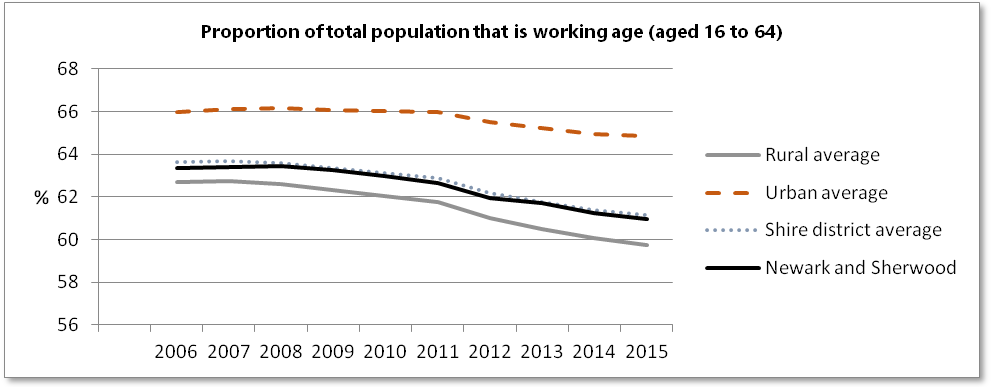 Proportion of total population that is working age (aged 16 to 64)
68
66
64
62
60
58
56
%
2006 2007 2008 2009 2010 2011 2012 2013 2014 2015
Rural average
Urban average
Shire district average
Newark and Sherwood